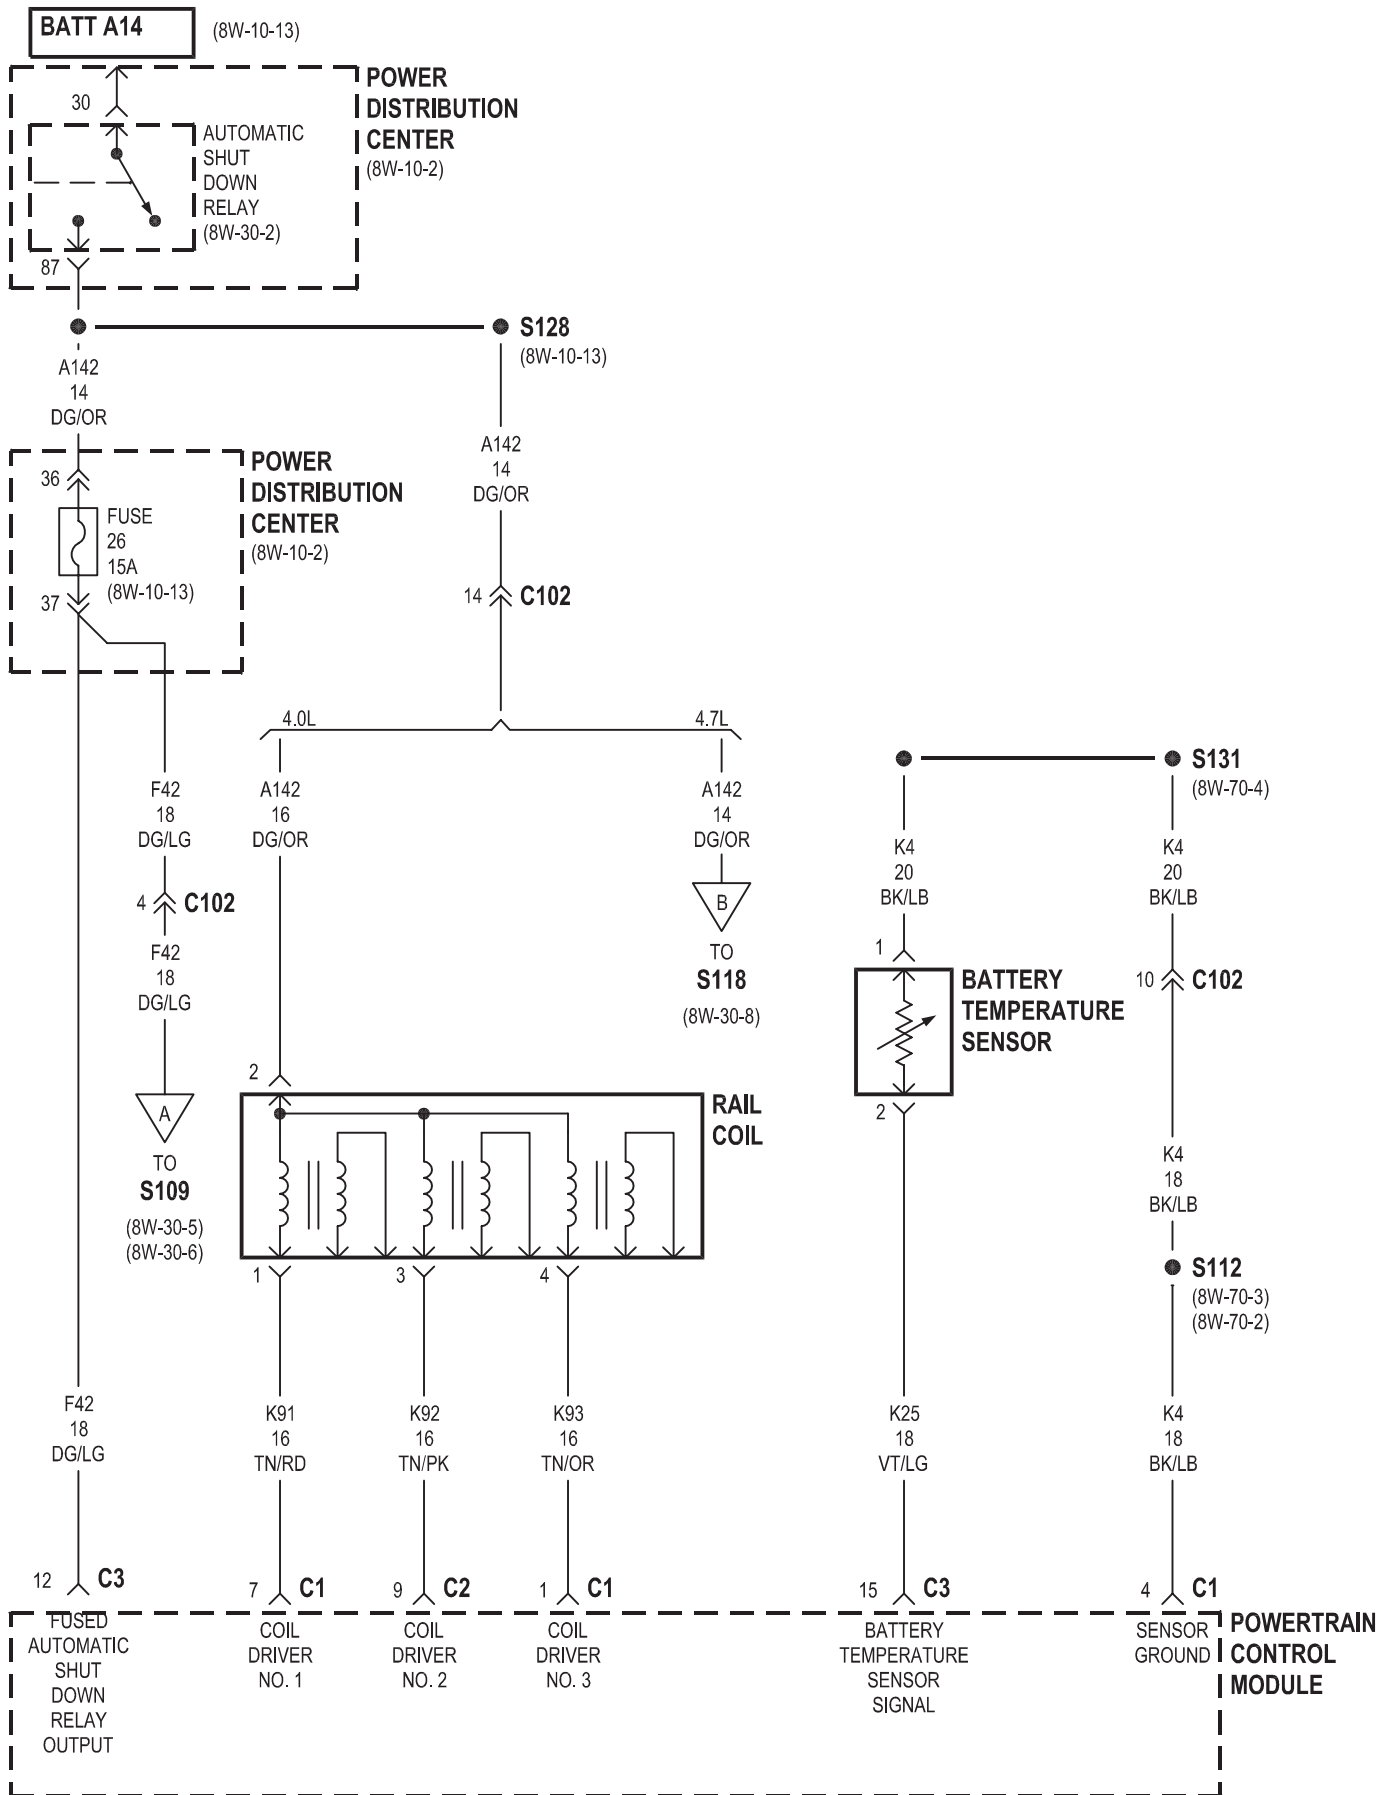 BATT A14
(8W-10-13)
POWER
DISTRIBUTION
CENTER
(8W-10-2)
30
AUTOMATIC
SHUT
DOWN
RELAY
(8W-30-2)
87
S128
(8W-10-13)
A142
14
DG/OR
A142
14
DG/OR
36
FUSE
26
15A
(8W-10-13)
37
POWER
DISTRIBUTION
CENTER
(8W-10-2)
14 C102
4.0L
4.7L
F42
18
DG/LG
A142
16
DG/OR
A142
14
DG/OR
S131
(8W-70-4)
K4
20
BK/LB
K4
20
BK/LB
4 C102
F42
18
DG/LG
B
TO
S118
(8W-30-8)
1
BATTERY
TEMPERATURE
SENSOR
2
10 C102
A
TO
S109
(8W-30-5)
(8W-30-6)
2
RAIL
COIL
1
3
4
K4
18
BK/LB
S112
(8W-70-3)
(8W-70-2)
F42
18
DG/LG
K91
16
TN/RD
K92
16
TN/PK
K93
16
TN/OR
K25
18
VT/LG
K4
18
BK/LB
12 C3
7 C1
9 C2
1 C1
15 C3
4 C1
FUSED
AUTOMATIC
SHUT
DOWN
RELAY
OUTPUT
COIL
DRIVER
NO. 1
COIL
DRIVER
NO. 2
COIL
DRIVER
NO. 3
BATTERY
TEMPERATURE
SENSOR
SIGNAL
SENSOR
GROUND
POWERTRAIN
CONTROL
MODULE